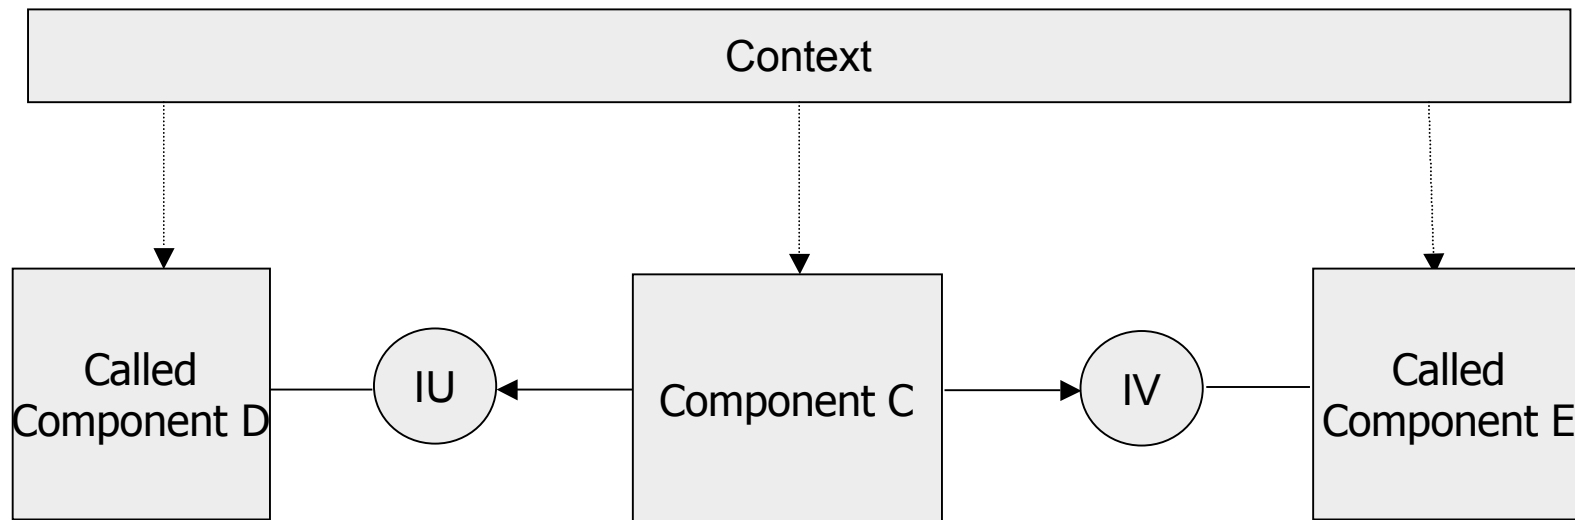 Context
Called
Component D
IU
Component C
IV
Called
Component E